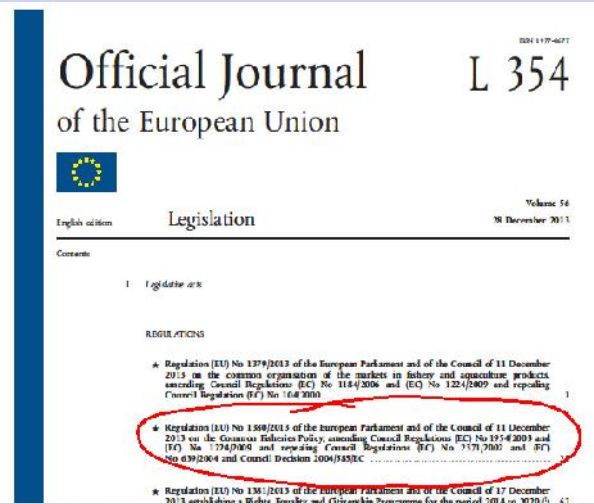 ISSN 1977-0677
Official Journal
L 354
of the European Union
Volume 56
English edition
Legislation
28 December 2013
Contents
I Legislative acts
REGULATIONS
★ Regulation (EU) No 1379/2013 of the European Parliament and of the Council of 11 December
2013 on the common organisation of the markets in fishery and aquaculture products,
amending Council Regulations (EC) No 1184/2006 and (EC) No 1224/2009 and repealing
Council Regulation (EC) No 104/2000 1
★ Regulation (EU) No 1380/2013 of the European Parliament and of the Council of 11 December
2013 on the Common Fisheries Policy, amending Council Regulations (EC) No 1954/2003 and
(EC) No 1224/2009 and repealing Council Regulations (EC) No 2371/2002 and (EC)
No 639/2004 and Council Decision 2004/585/EC
★ Regulation (EU) No 1381/2013 of the European Parliament and of the Council of 17 December
2013 establishing a Rights, Equality and Citizenship Programme for the period 2014 to 2020